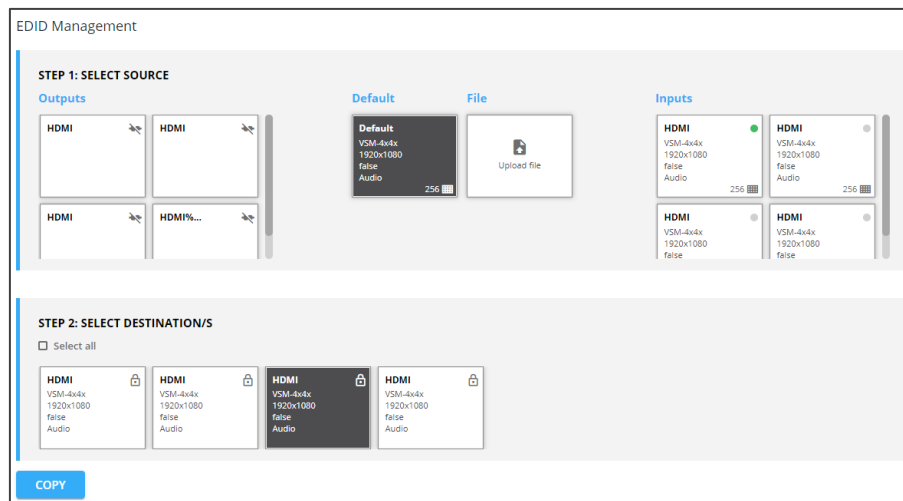 EDID Management
STEP 1: SELECT SOURCE
Outputs
HDMI
HDMI
HDMI
HDMI%...
Default
Default
VSM-4x4x
1920x1080
false
Audio
256
File
Upload file
Inputs
HDMI
VSM-4x4x
1920x1080
false
Audio
256
HDMI
VSM-4x4x
1920x1080
false
Audio
256
HDMI
VSM-4x4x
1920x1080
false
HDMI
VSM-4x4x
1920x1080
false
STEP 2: SELECT DESTINATION/S
Select all
HDMI
VSM-4x4x
1920x1080
false
Audio
HDMI
VSM-4x4x
1920x1080
false
Audio
HDMI
VSM-4x4x
1920x1080
false
Audio
HDMI
VSM-4x4x
1920x1080
false
Audio
COPY